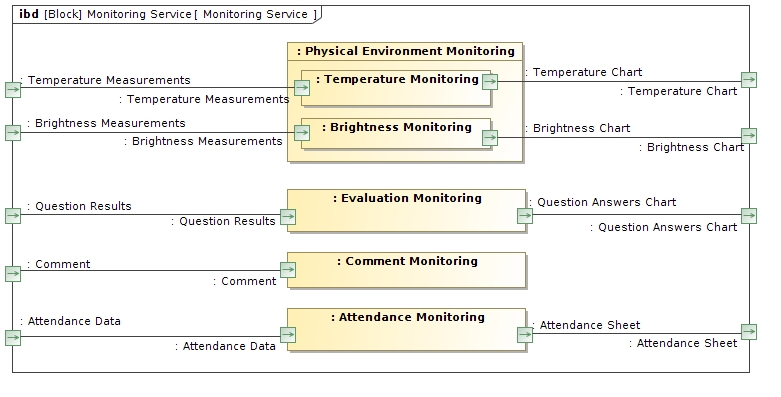 ibd [Block] Monitoring Service[ Monitoring Service ]
: Physical Environment Monitoring
: Temperature Measurements
: Temperature Monitoring
: Temperature Chart
: Temperature Measurements
: Temperature Chart
: Brightness Measurements
: Brightness Monitoring
: Brightness Chart
: Brightness Measurements
: Brightness Chart
: Question Results
: Evaluation Monitoring
: Question Answers Chart
: Question Results
: Question Answers Chart
: Comment
: Comment Monitoring
: Comment
: Attendance Data
: Attendance Monitoring
: Attendance Sheet
: Attendance Data
: Attendance Sheet